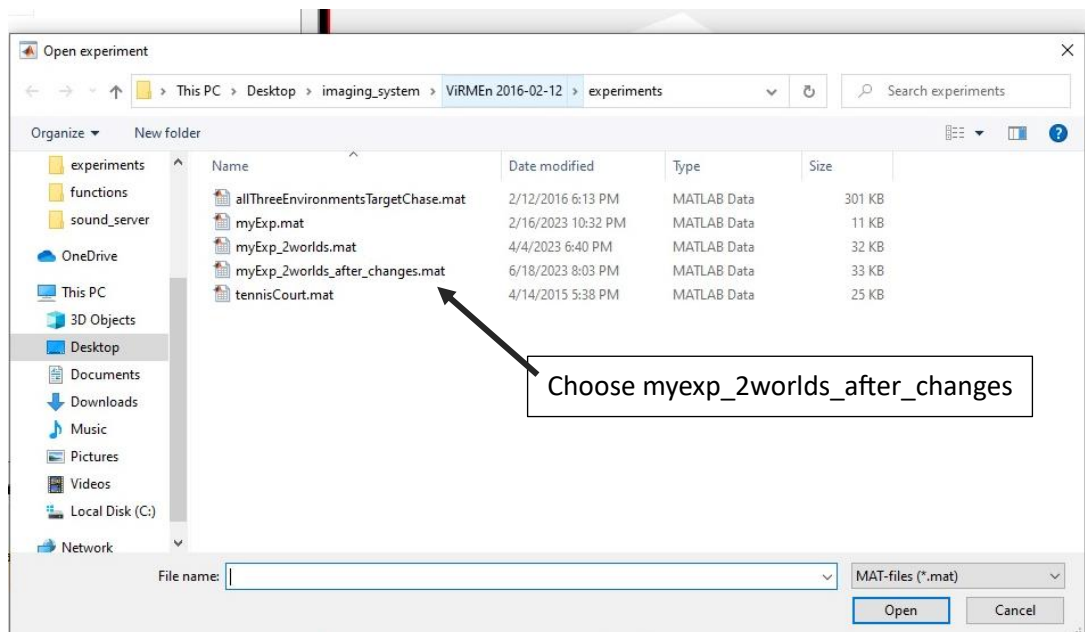 Open experiment
This PC > Desktop > imaging_system > ViRMEn 2016-02-12 > experiments
Search experiments
Organize
New folder
Name Date modified Type Size
experiments
functions
sound_server
OneDrive
This PC
3D Objects
Desktop
Documents
Downloads
Music
Pictures
Videos
Local Disk (C:)
Network
allThreeEnvironmentsTargetChase.mat 2/12/2016 6:13 PM MATLAB Data 301 KB
myExp.mat 2/16/2023 10:32 PM MATLAB Data 11 KB
myExp_2worlds.mat 4/4/2023 6:40 PM MATLAB Data 32 KB
myExp_2worlds_after_changes.mat 6/18/2023 8:03 PM MATLAB Data 33 KB
tennisCourt.mat 4/14/2015 5:38 PM MATLAB Data 25 KB
Choose myexp_2worlds_after_changes
File name:
MAT-files (*.mat)
Open
Cancel